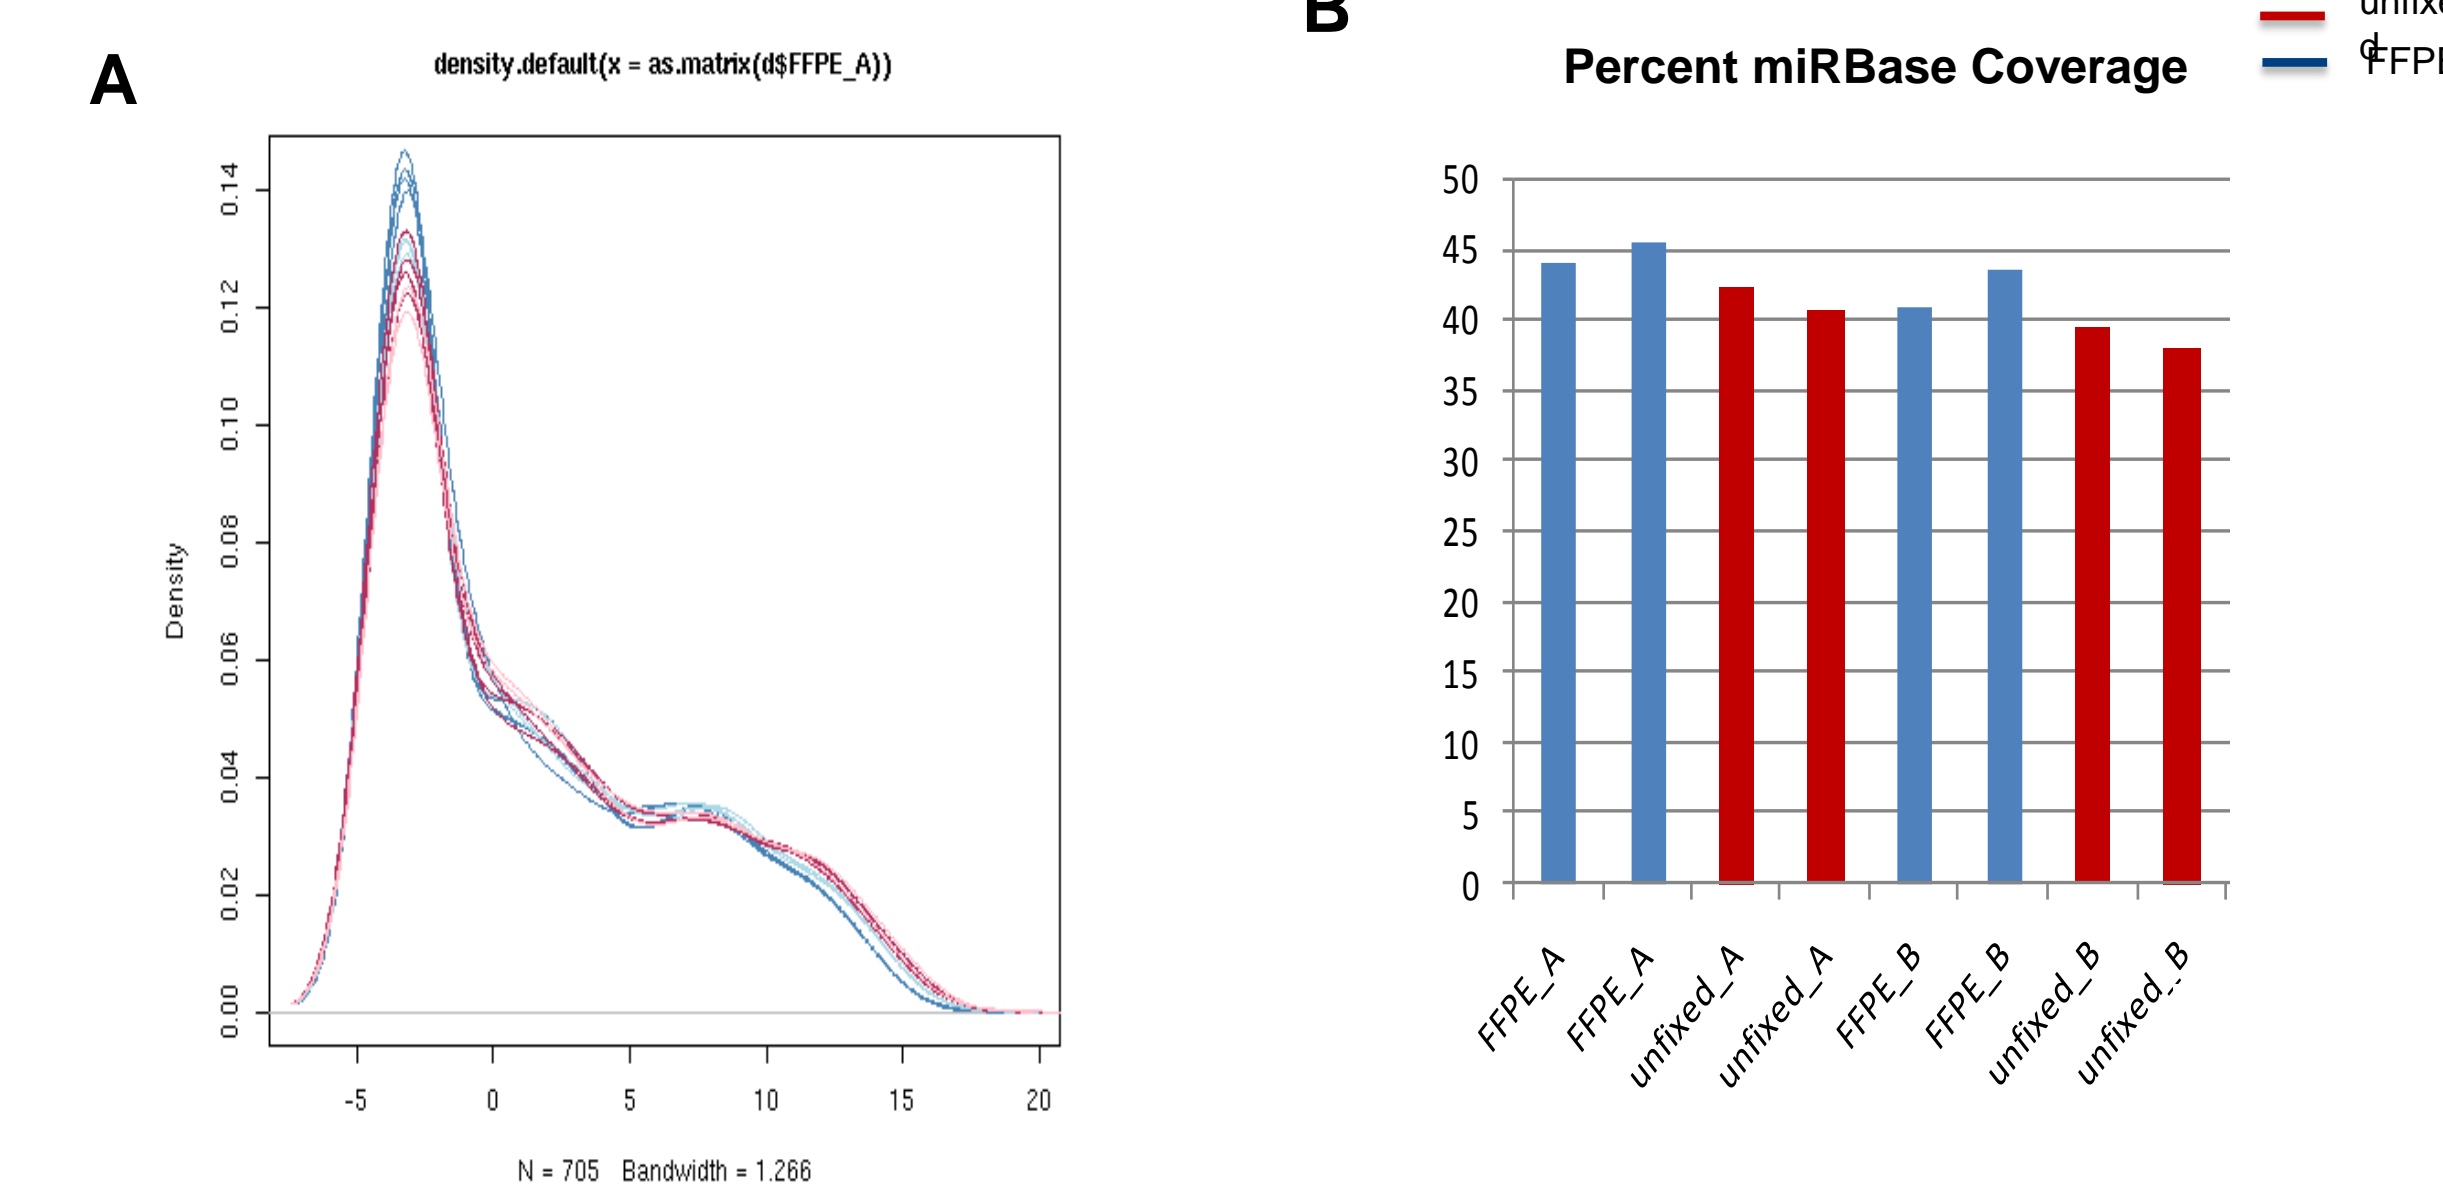 A
density.default(x = as.matrix(d$FFPE_A))
Density
0.14
0.12
0.10
0.08
0.06
0.04
0.02
0.00
-5 0 5 10 15 20
N = 705 Bandwidth = 1.266
B
Percent miRBase Coverage
unfixe
d
FFPE
50
45
40
35
30
25
20
15
10
5
0
FFPE_A
FFPE_A
unfixed_A
unfixed_A
FFPE_B
FFPE_B
unfixed_B
unfixed_B